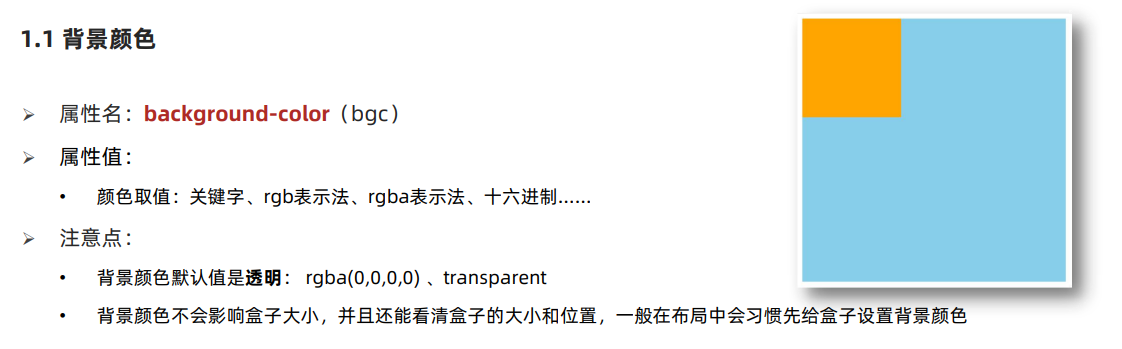 1.1 背景颜色
➢ 属性名：background-color（bgc）
➢ 属性值：
• 颜色取值：关键字、rgb表示法、rgba表示法、十六进制……
➢ 注意点：
• 背景颜色默认值是透明： rgba(0,0,0,0) 、transparent
• 背景颜色不会影响盒子大小，并且还能看清盒子的大小和位置，一般在布局中会习惯先给盒子设置背景颜色